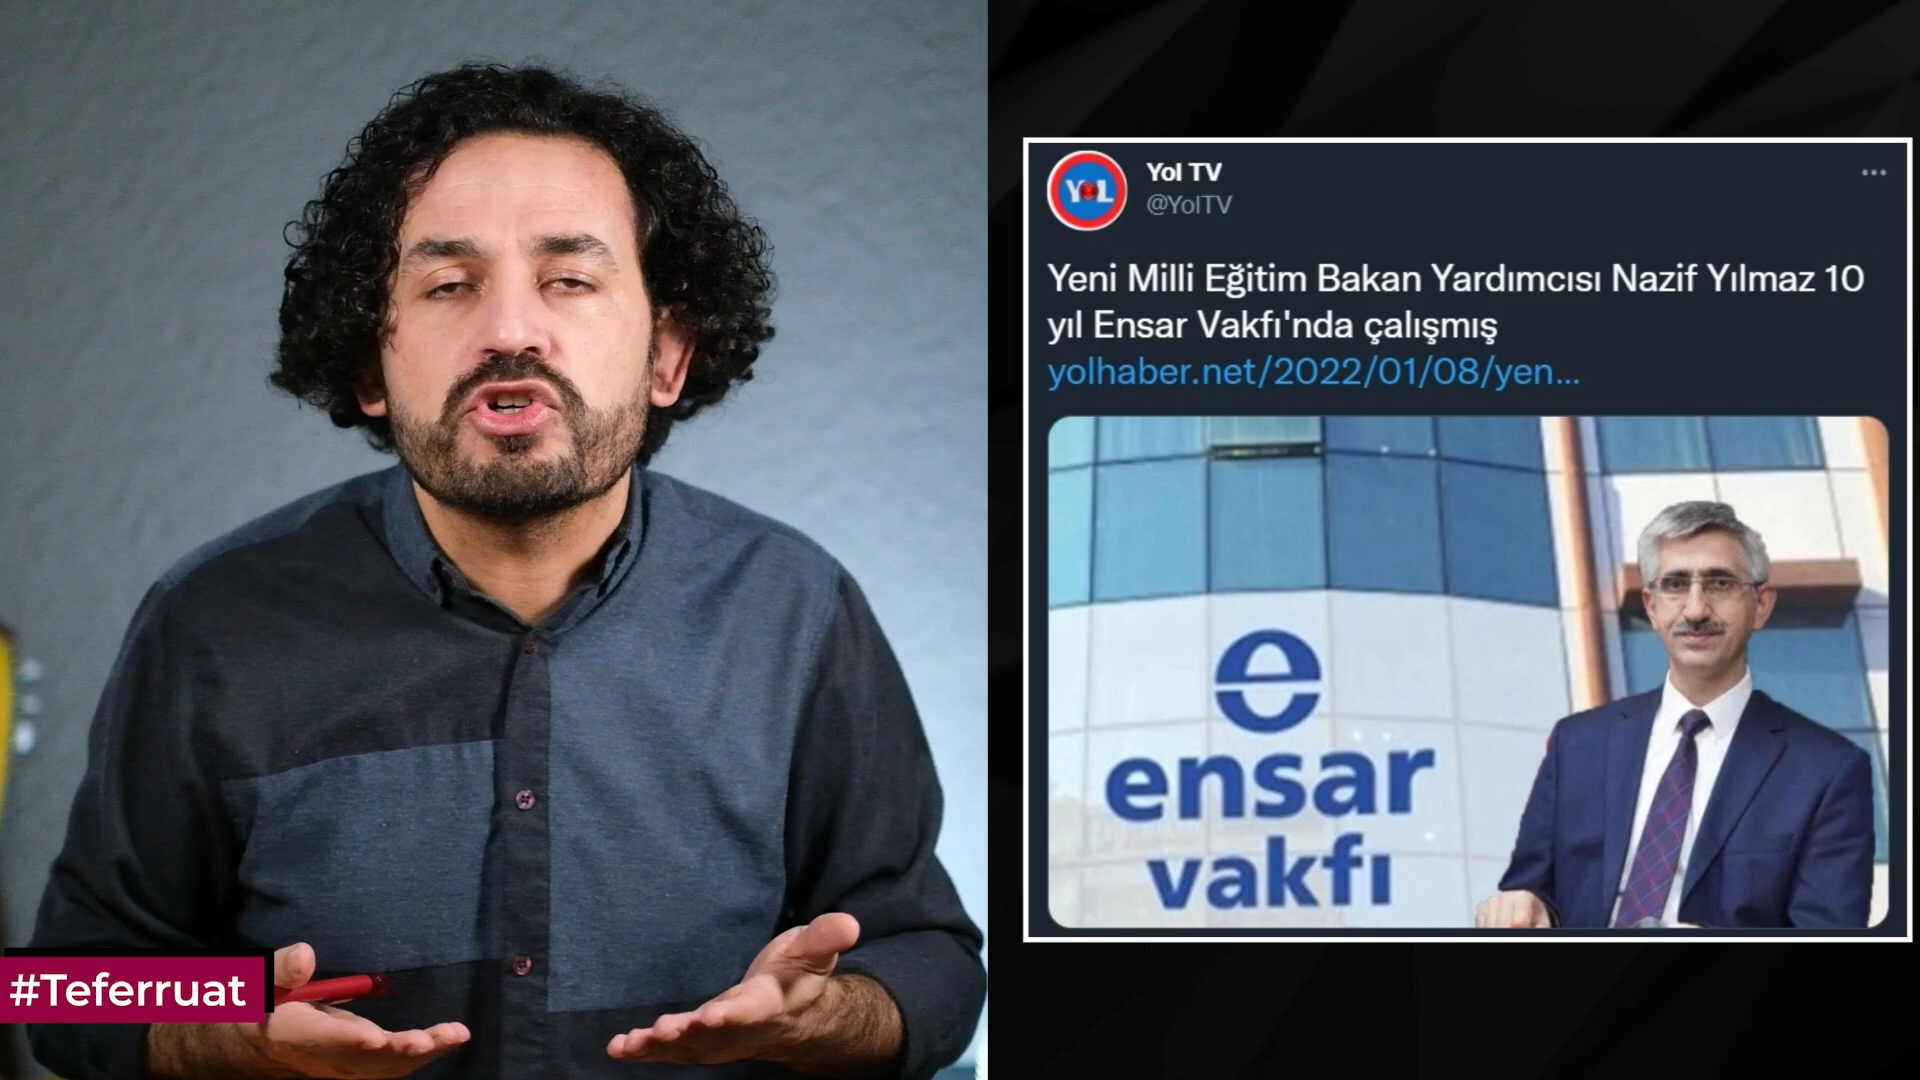 #Teferruat
YOL
Yol TV
@YolTV
Yeni Milli Eğitim Bakan Yardımcısı Nazif Yılmaz 10
yıl Ensar Vakfı'nda çalışmış
yolhaber.net/2022/01/08/yen...
e
ensar
vakfı